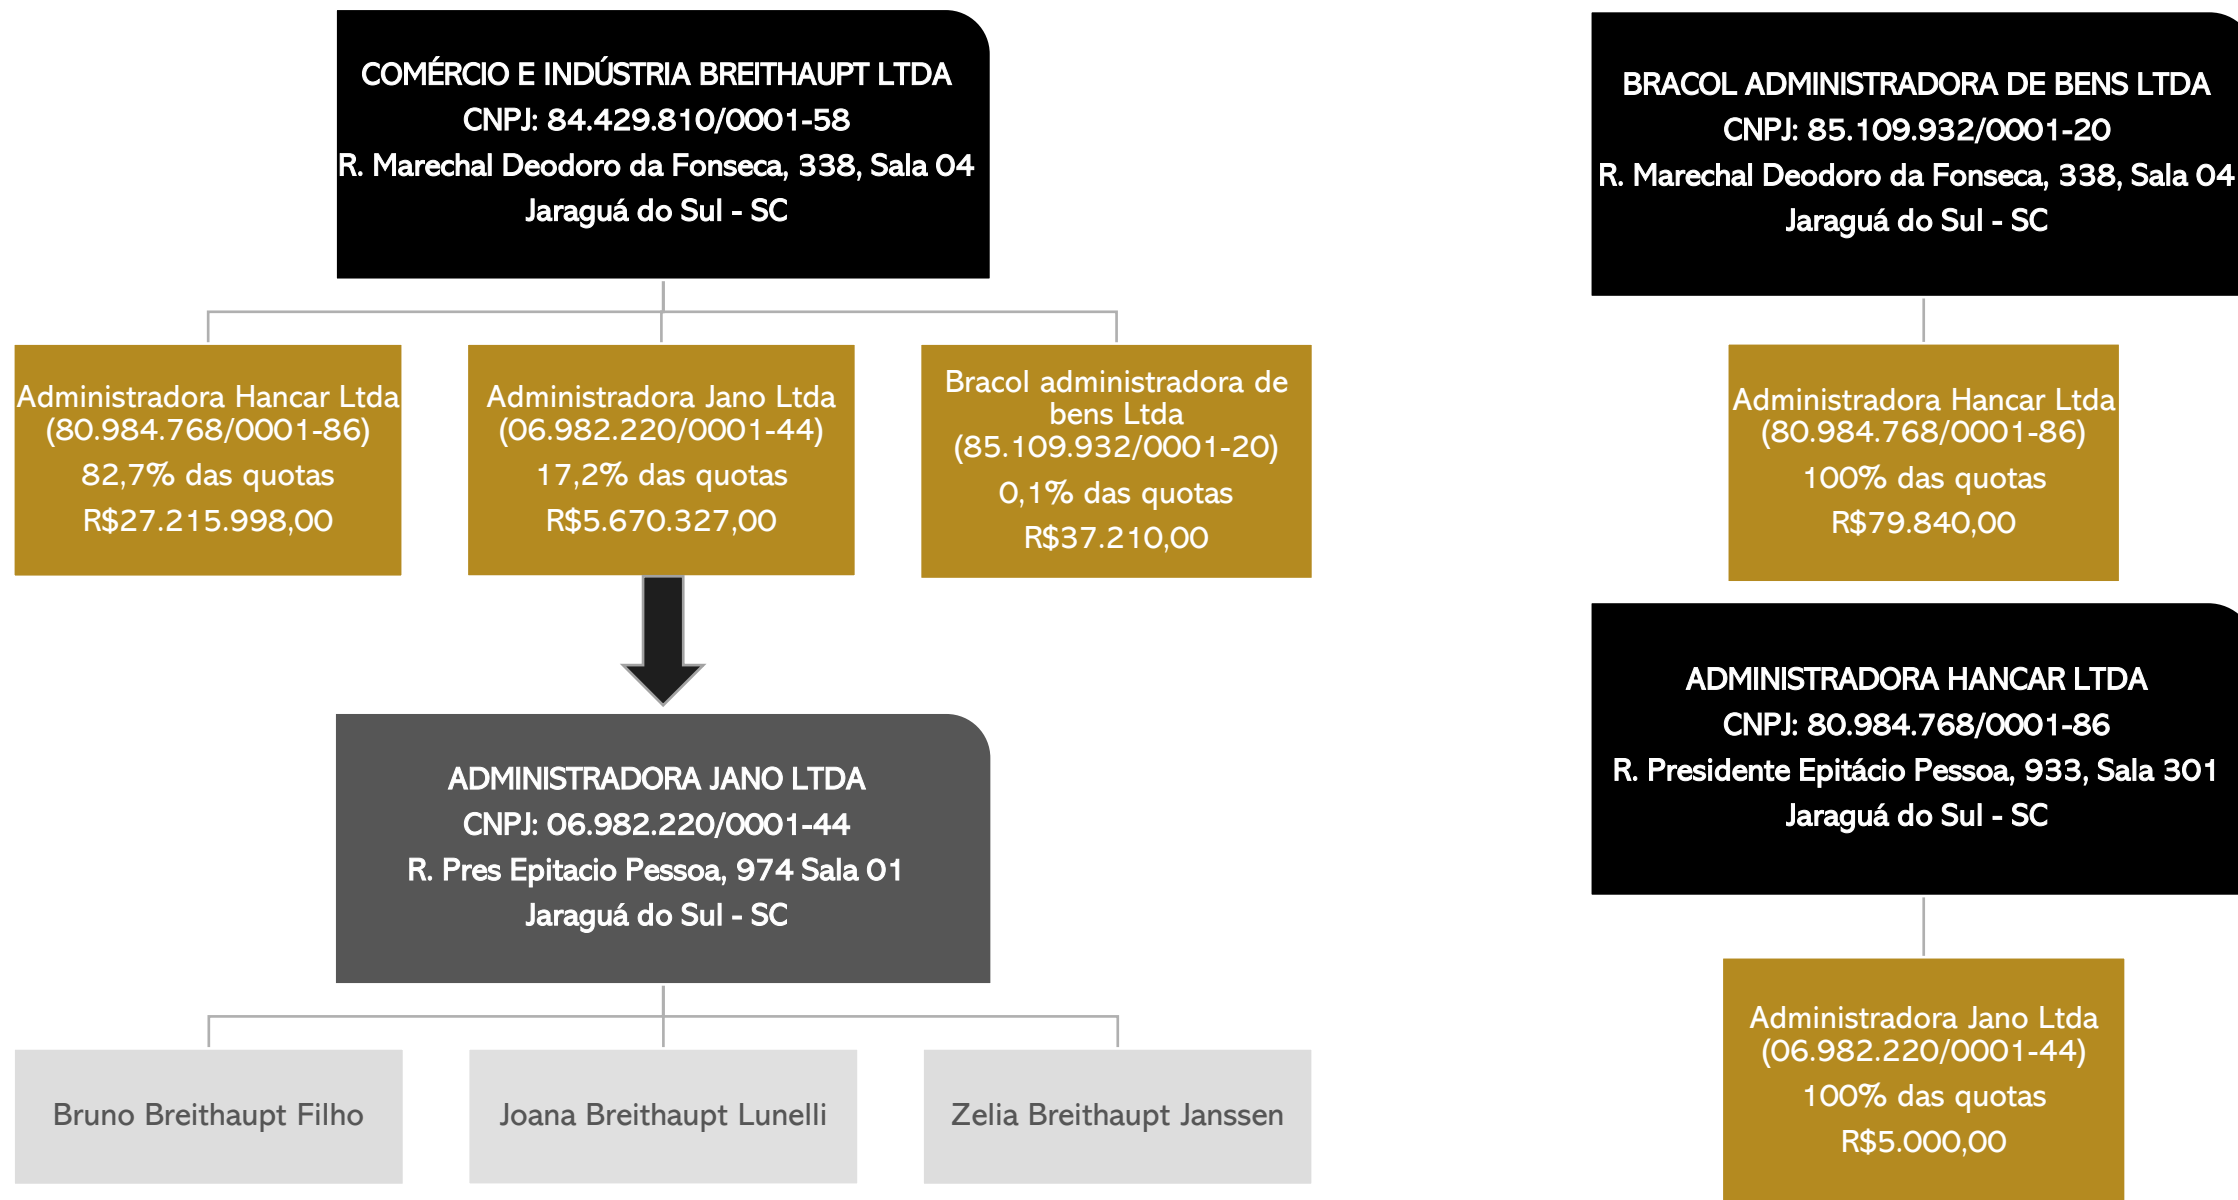 COMÉRCIO E INDÚSTRIA BREITHAUPT LTDA
CNPJ: 84.429.810/0001-58
R. Marechal Deodoro da Fonseca, 338, Sala 04
Jaraguá do Sul - SC
Administradora Hancar Ltda
(80.984.768/0001-86)
82,7% das quotas
R$27.215.998,00
Administradora Jano Ltda
(06.982.220/0001-44)
17,2% das quotas
R$5.670.327,00
Bracol administradora de
bens Ltda
(85.109.932/0001-20)
0,1% das quotas
R$37.210,00
ADMINISTRADORA JANO LTDA
CNPJ: 06.982.220/0001-44
R. Pres Epitacio Pessoa, 974 Sala 01
Jaraguá do Sul - SC
Bruno Breithaupt Filho
Joana Breithaupt Lunelli
Zelia Breithaupt Janssen
BRACOL ADMINISTRADORA DE BENS LTDA
CNPJ: 85.109.932/0001-20
R. Marechal Deodoro da Fonseca, 338, Sala 04
Jaraguá do Sul - SC
Administradora Hancar Ltda
(80.984.768/0001-86)
100% das quotas
R$79.840,00
ADMINISTRADORA HANCAR LTDA
CNPJ: 80.984.768/0001-86
R. Presidente Epitácio Pessoa, 933, Sala 301
Jaraguá do Sul - SC
Administradora Jano Ltda
(06.982.220/0001-44)
100% das quotas
R$5.000,00